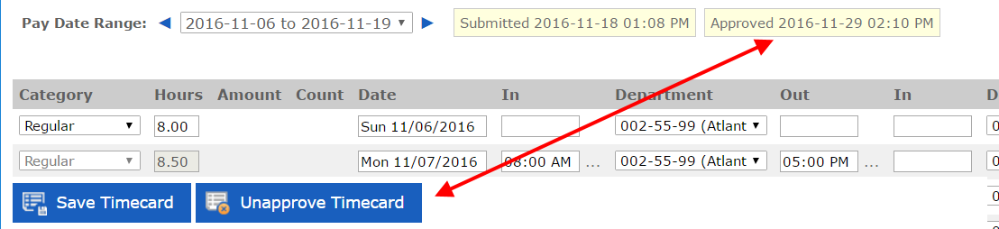 Pay Date Range: 2016-11-06 to 2016-11-19 Submitted 2016-11-18 01:08 PM Approved 2016-11-29 02:10 PM
Category Hours Amount Count Date In Department Out In D
Regular 8.00 Sun 11/06/2016 002-55-99 (Atlant 0
Regular 8.50 Mon 11/07/2016 08:00 AM ... 002-55-99 (Atlant 05:00 PM ... 0
Save Timecard Unapprove Timecard 0